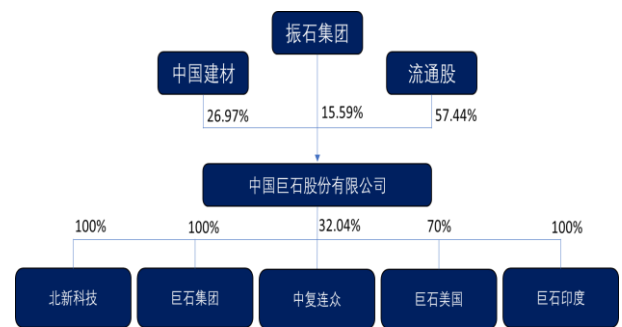 振石集团
中国建材
流通股
26.97%
15.59%
57.44%
中国巨石股份有限公司
100%
100%
32.04%
70%
100%
北新科技
巨石集团
中复连众
巨石美国
巨石印度